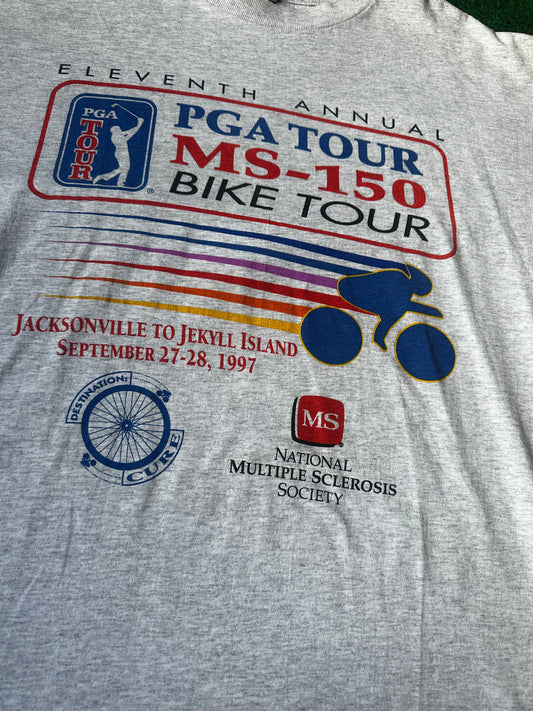 ELEVENTH ANNUAL
PGA
TOUR
®
PGA TOUR
MS-150
BIKE TOUR
JACKSONVILLE TO JEKYLL ISLAND
SEPTEMBER 27-28, 1997
DESTINATION:
CURE
MS
NATIONAL
MULTIPLE SCLEROSIS
SOCIETY